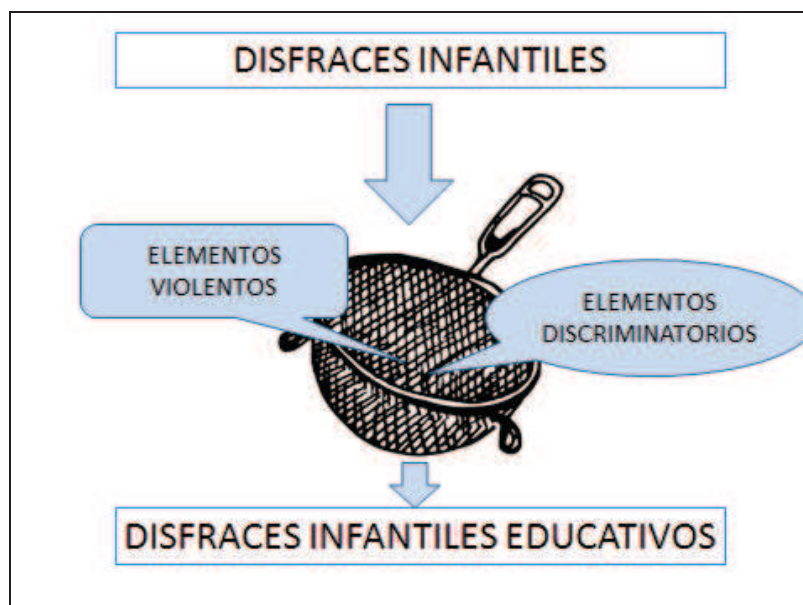 DISFRACES INFANTILES
ELEMENTOS
VIOLENTOS
ELEMENTOS
DISCRIMINATORIOS
DISFRACES INFANTILES EDUCATIVOS